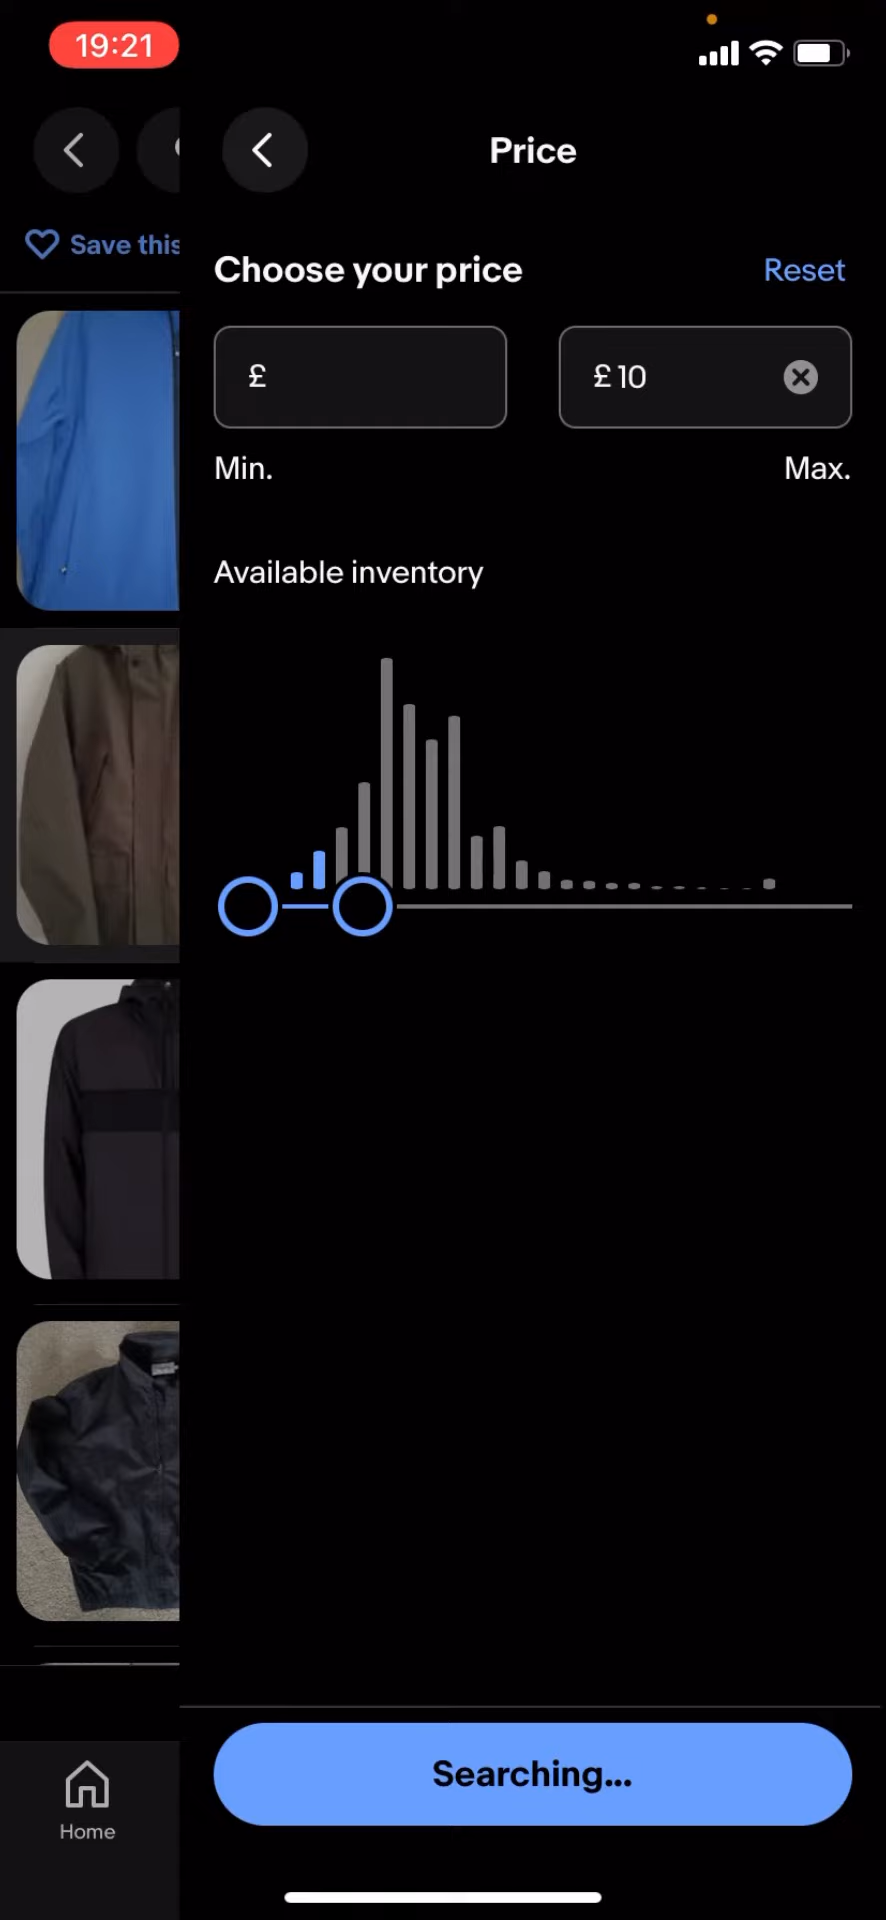 19:21
Price
Save this
Choose your price
Reset
£
£10
Min.
Max.
Available inventory
Searching...
Home